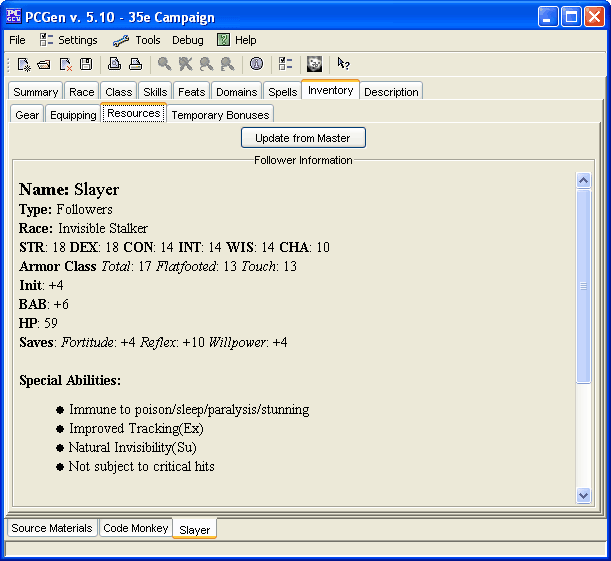 PCGen v. 5.10 - 35e Campaign
File Settings Tools Debug Help
Summary Race Class Skills Feats Domains Spells Inventory Description
Gear Equipping Resources Temporary Bonuses
Update from Master
Follower Information
Name: Slayer
Type: Followers
Race: Invisible Stalker
STR: 18 DEX: 18 CON: 14 INT: 14 WIS: 14 CHA: 10
Armor Class Total: 17 Flatfooted: 13 Touch: 13
Init: +4
BAB: +6
HP: 59
Saves: Fortitude: +4 Reflex: +10 Willpower: +4
Special Abilities:
● Immune to poison/sleep/paralysis/stunning
● Improved Tracking(Ex)
● Natural Invisibility(Su)
● Not subject to critical hits
Source Materials Code Monkey Slayer